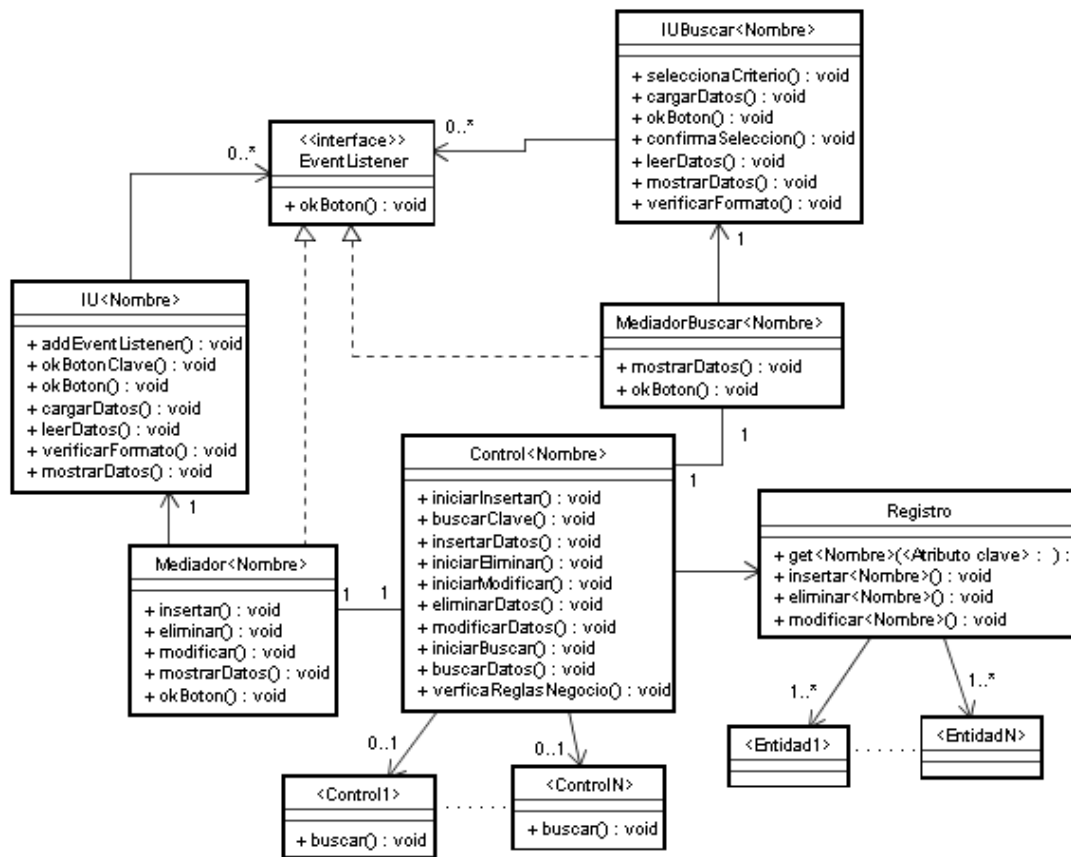 IUBuscar<Nombre>
+ seleccionaCriterio() : void
+ cargarDatos() : void
+ okBoton() : void
+ confirmaSeleccion() : void
+ leerDatos() : void
+ mostrarDatos() : void
+ verificarFormato() : void
0..*
0..*
<<interface>>
EventListener
+ okBoton() : void
1
IU<Nombre>
+ addEventListener() : void
+ okBotonClave() : void
+ okBoton() : void
+ cargarDatos() : void
+ leerDatos() : void
+ verificarFormato() : void
+ mostrarDatos() : void
1
MediadorBuscar<Nombre>
+ mostrarDatos() : void
+ okBoton() : void
1
1
Control<Nombre>
+ iniciarInsertar() : void
+ buscarClave() : void
+ insertarDatos() : void
+ iniciarEliminar() : void
+ iniciarModificar() : void
+ eliminarDatos() : void
+ modificarDatos() : void
+ iniciarBuscar() : void
+ buscarDatos() : void
+ verficaReglasNegocio() : void
Mediador<Nombre>
+ insertar() : void
+ eliminar() : void
+ modificar() : void
+ mostrarDatos() : void
+ okBoton() : void
1
1
Registro
+ get<Nombre>(<Atributo clave> : ) :
+ insertar<Nombre>() : void
+ eliminar<Nombre>() : void
+ modificar<Nombre>() : void
1..*
1..*
<Entidad1>
. . . . . .
<EntidadN>
0..1
0..1
<Control1>
+ buscar() : void
. . . . . .
<ControlN>
+ buscar() : void